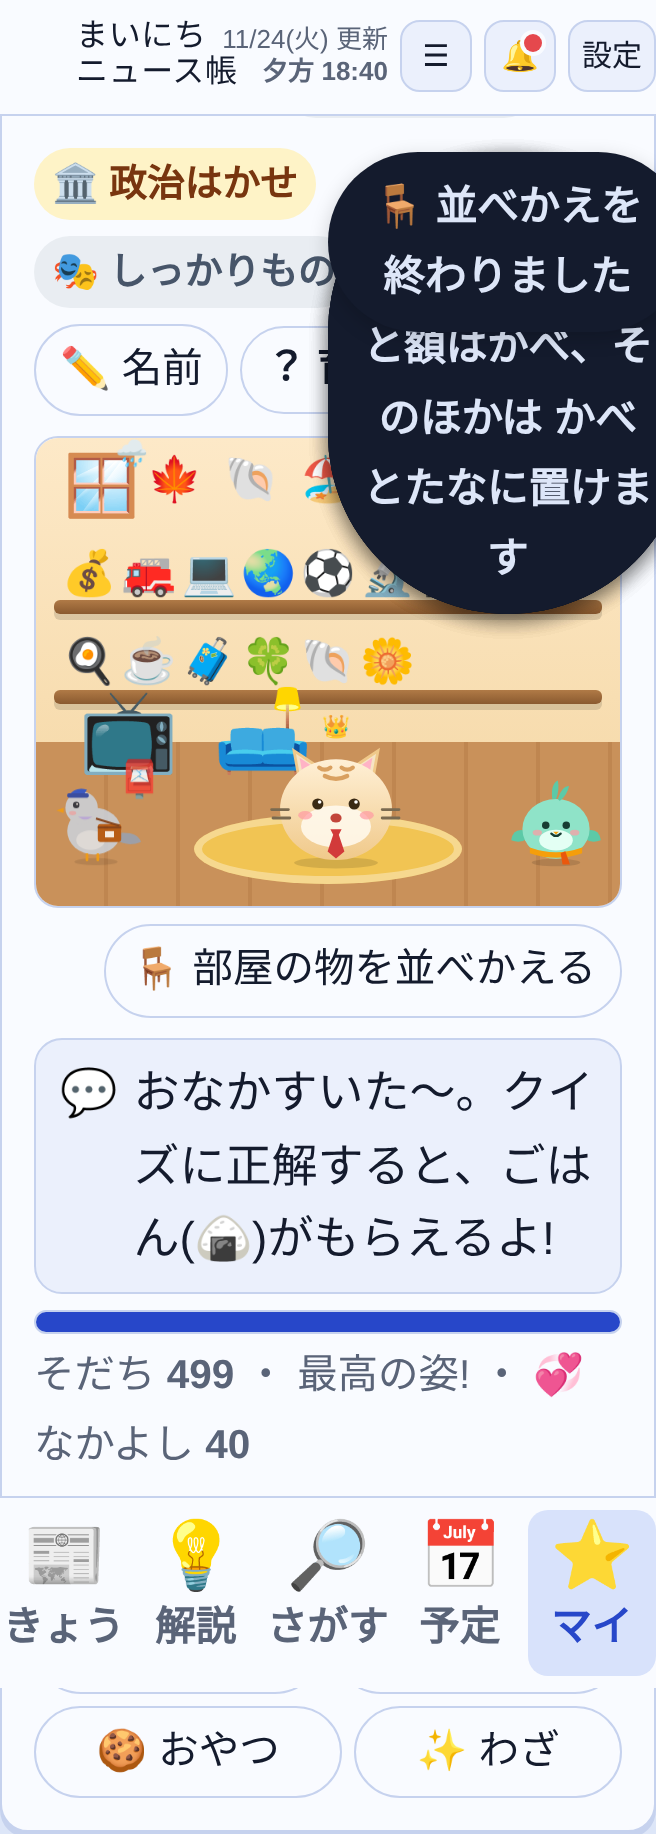 まいにち
ニュース帳
11/24(火) 更新
夕方 18:40
設定
政治はかせ
しっかりもの
並べかえを
終わりました
と額はかべ、そ
のほかは かべ
とたなに置けま
す
名前
?
部屋の物を並べかえる
おなかすいた〜。クイ
ズに正解すると、ごは
ん(🍙)がもらえるよ!
そだち 499 ・ 最高の姿! ・
なかよし 40
July
17
きょう
解説
さがす
予定
マイ
おやつ
わざ